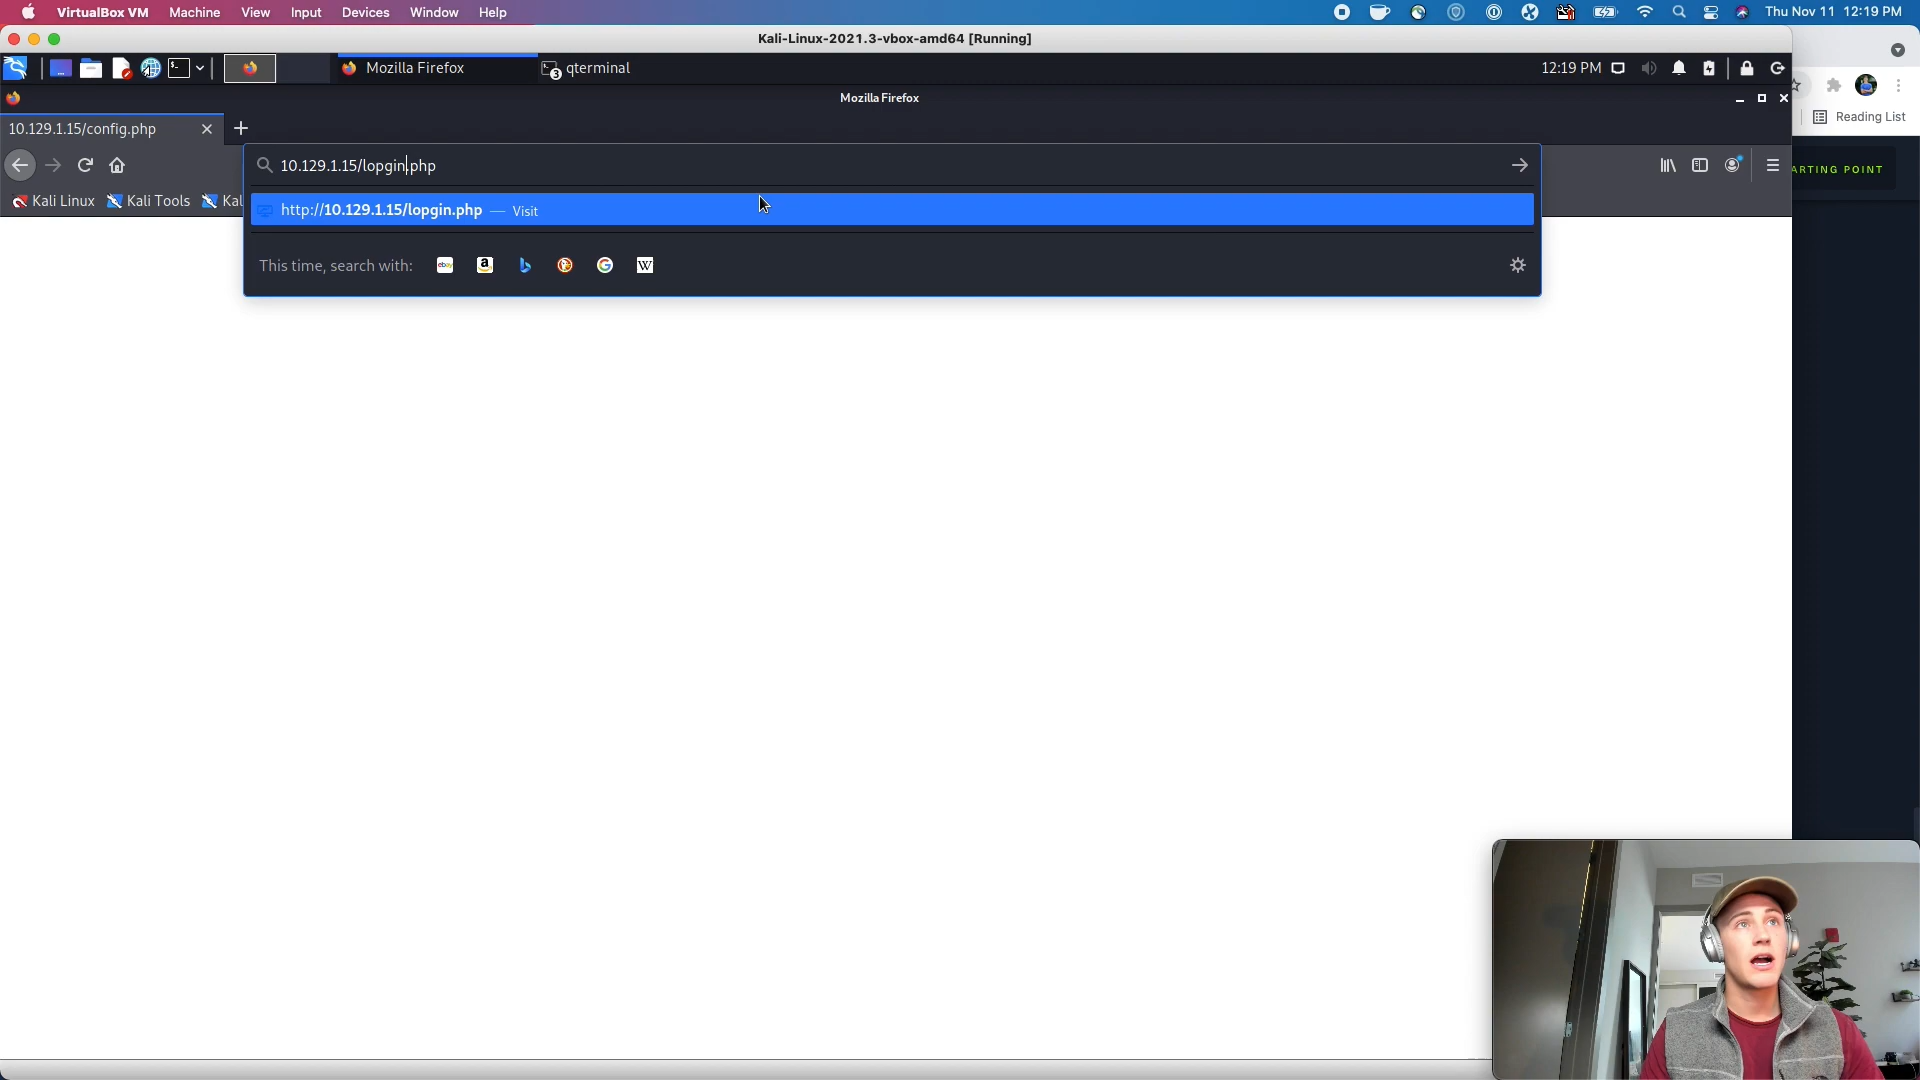 VirtualBox VM Machine View Input Devices Window Help Thu Nov 11 12:19 PM
Kali-Linux-2021.3-vbox-amd64 [Running]
Mozilla Firefox 3 qterminal 12:19 PM
Mozilla Firefox
10.129.1.15/config.php
Reading List
10.129.1.15/lopgin.php
ARTING POINT
Kali Linux Kali Tools Kal
http://10.129.1.15/lopgin.php — Visit
This time, search with: ebay a b G W